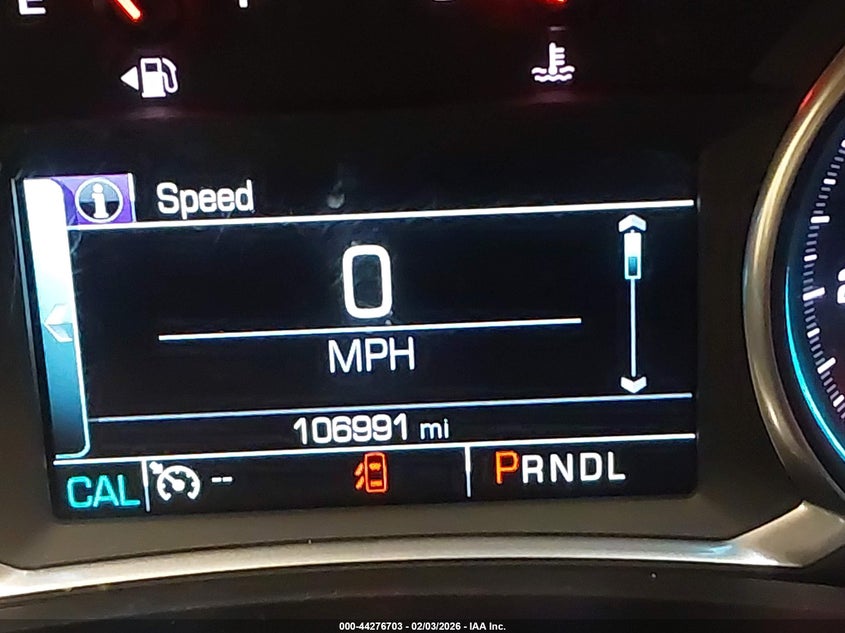 E
Speed
0
MPH
106991 mi
CAL -- PRNDL
000-44276703 - 02/03/2026 - IAA Inc.